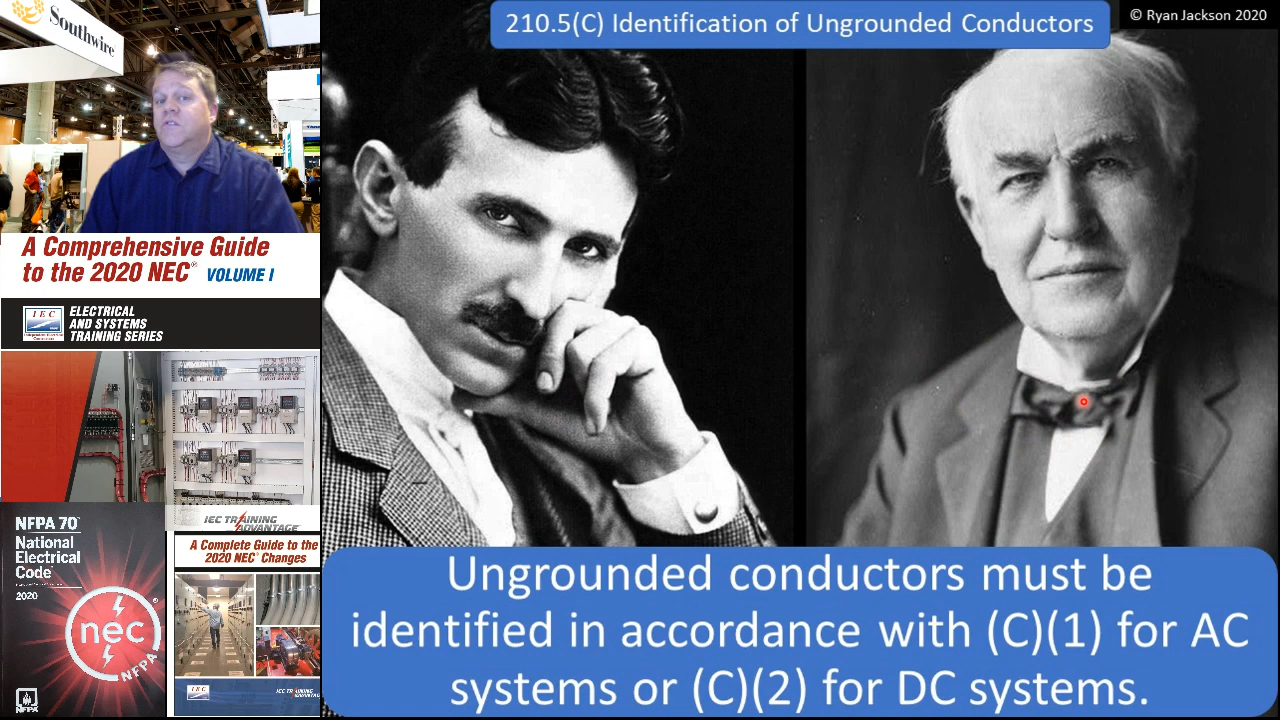 210.5(C) Identification of Ungrounded Conductors
© Ryan Jackson 2020
Southwire
A Comprehensive Guide
to the 2020 NEC® VOLUME I
IEC
ELECTRICAL
AND SYSTEMS
TRAINING SERIES
IEC TRAINING
ADVANTAGE
NFPA 70®
National
Electrical
Code
2020
nec
®
NFPA
NFPA
A Complete Guide to the
2020 NEC® Changes
IEC
Ungrounded conductors must be
identified in accordance with (C)(1) for AC
systems or (C)(2) for DC systems.